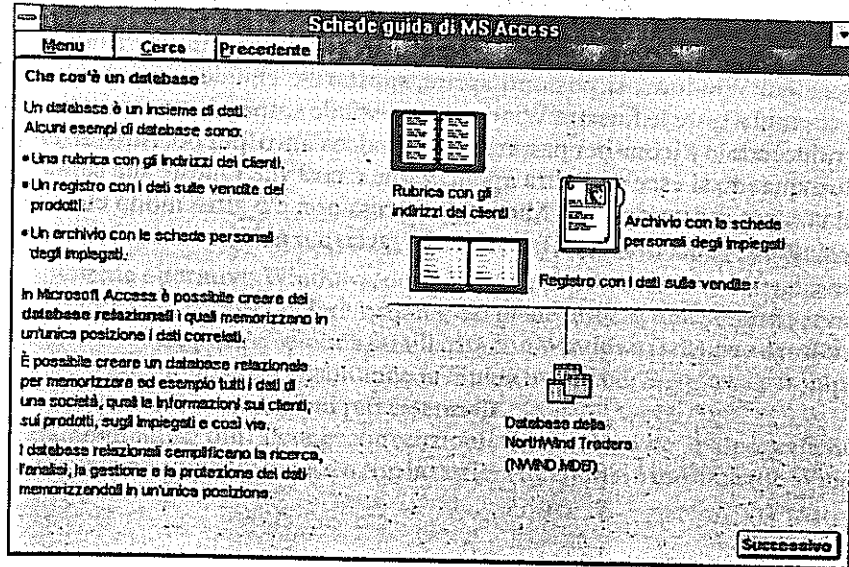 Schede guida di MS Access
Menu Cerca Precedente
Che cos'è un database
Un database è un insieme di dati.
Alcuni esempi di database sono:
• Una rubrica con gli indirizzi dei clienti.
• Un registro con i dati sulle vendite dei
prodotti.
• Un archivio con le schede personali
degli impiegati.
In Microsoft Access è possibile creare dei
database relazionali i quali memorizzano in
un'unica posizione i dati correlati.
È possibile creare un database relazionale
per memorizzare ad esempio tutti i dati di
una società, quali le informazioni sui clienti,
sui prodotti, sugli impiegati e così via.
I database relazionali semplificano la ricerca,
l'analisi, la gestione e la protezione dei dati
memorizzandoli in un'unica posizione.
Rubrica con gli
indirizzi dei clienti
Archivio con le schede
personali degli impiegati
Registro con i dati sulle vendite
Database della
NorthWind Traders
(NWIND.MDB)
Successivo